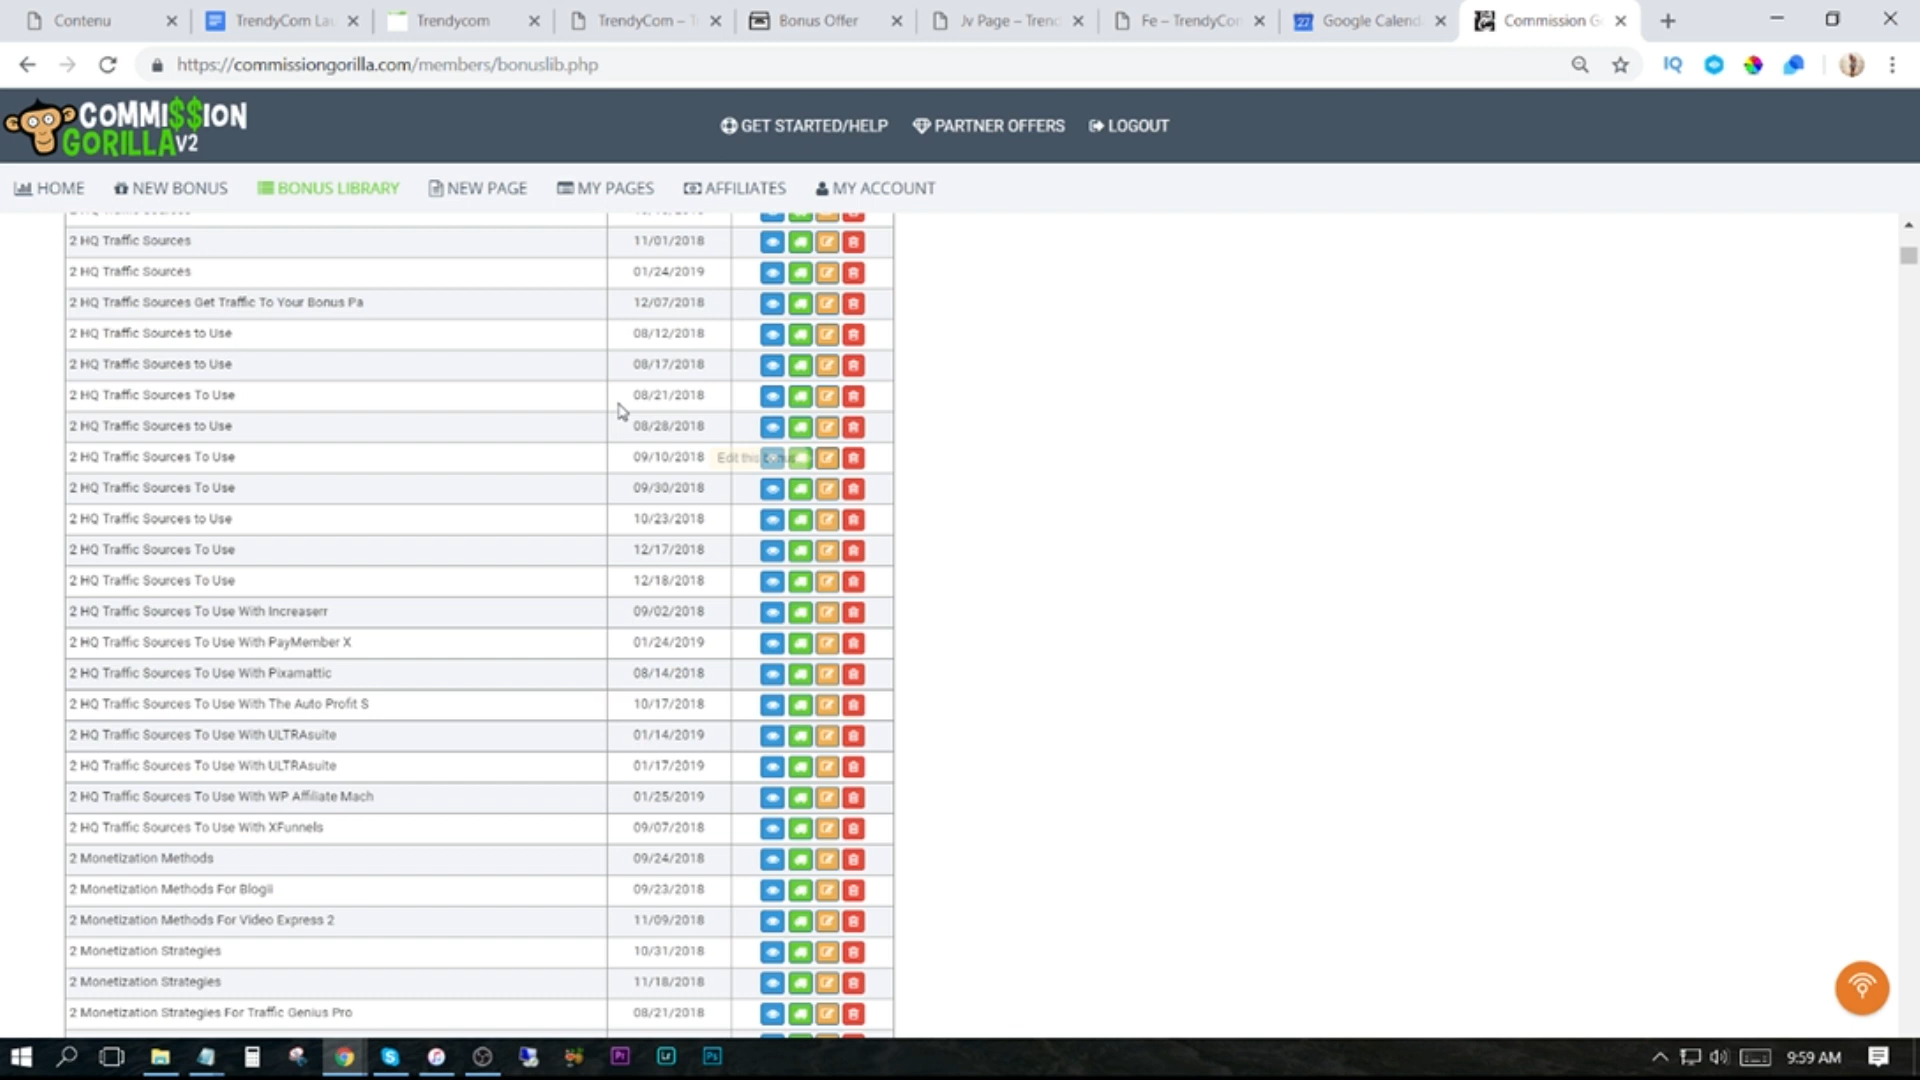 Contenu
TrendyCom Lau
Trendycom
TrendyCom – T
Bonus Offer
Jv Page – Trend
Fe – TrendyCom
Google Calend
Commission Go
https://commissiongorilla.com/members/bonuslib.php
IQ
COMMI$$ION
GORILLA V2
GET STARTED/HELP
PARTNER OFFERS
LOGOUT
HOME
NEW BONUS
BONUS LIBRARY
NEW PAGE
MY PAGES
AFFILIATES
MY ACCOUNT
2 HQ Traffic Sources 11/01/2018
2 HQ Traffic Sources 01/24/2019
2 HQ Traffic Sources Get Traffic To Your Bonus Pa 12/07/2018
2 HQ Traffic Sources to Use 08/12/2018
2 HQ Traffic Sources to Use 08/17/2018
2 HQ Traffic Sources To Use 08/21/2018
2 HQ Traffic Sources to Use 08/28/2018
2 HQ Traffic Sources To Use 09/10/2018 Edit this bonus
2 HQ Traffic Sources To Use 09/30/2018
2 HQ Traffic Sources to Use 10/23/2018
2 HQ Traffic Sources To Use 12/17/2018
2 HQ Traffic Sources To Use 12/18/2018
2 HQ Traffic Sources To Use With Increaserr 09/02/2018
2 HQ Traffic Sources To Use With PayMember X 01/24/2019
2 HQ Traffic Sources To Use With Pixamattic 08/14/2018
2 HQ Traffic Sources To Use With The Auto Profit S 10/17/2018
2 HQ Traffic Sources To Use With ULTRAsuite 01/14/2019
2 HQ Traffic Sources To Use With ULTRAsuite 01/17/2019
2 HQ Traffic Sources To Use With WP Affiliate Mach 01/25/2019
2 HQ Traffic Sources To Use With XFunnels 09/07/2018
2 Monetization Methods 09/24/2018
2 Monetization Methods For Blogii 09/23/2018
2 Monetization Methods For Video Express 2 11/09/2018
2 Monetization Strategies 10/31/2018
2 Monetization Strategies 11/18/2018
2 Monetization Strategies For Traffic Genius Pro 08/21/2018
9:59 AM